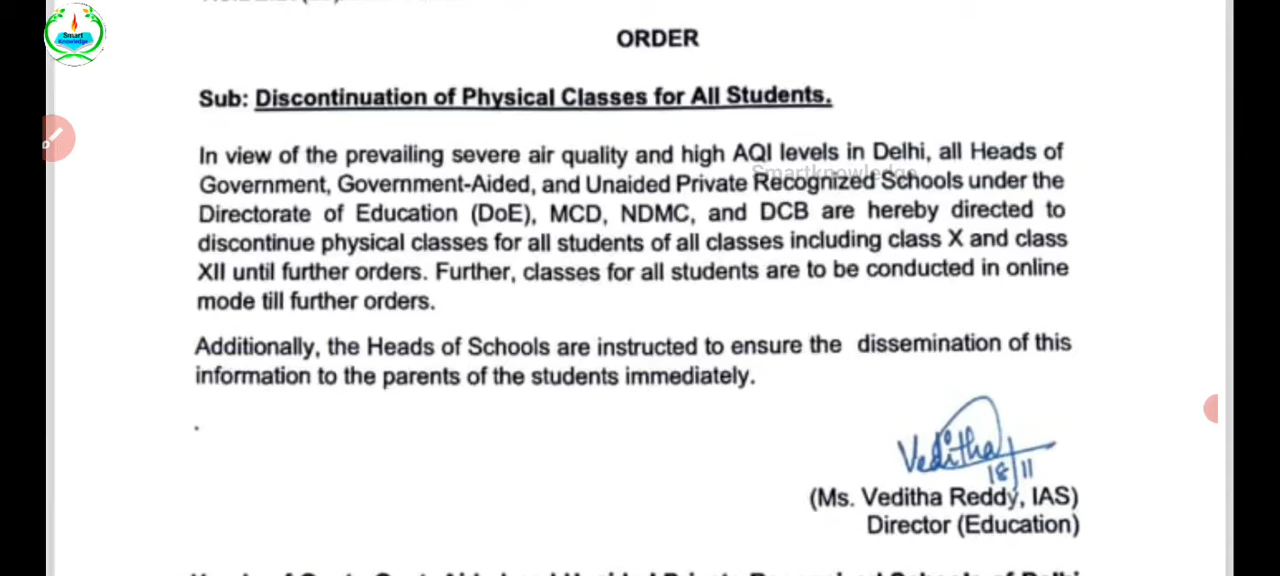 Smart
Knowledge
ORDER
Sub: Discontinuation of Physical Classes for All Students.
In view of the prevailing severe air quality and high AQI levels in Delhi, all Heads of
Smartknowledge
Government, Government-Aided, and Unaided Private Recognized Schools under the
Directorate of Education (DoE), MCD, NDMC, and DCB are hereby directed to
discontinue physical classes for all students of all classes including class X and class
XII until further orders. Further, classes for all students are to be conducted in online
mode till further orders.
Additionally, the Heads of Schools are instructed to ensure the dissemination of this
information to the parents of the students immediately.
.
Veditha
18/11
(Ms. Veditha Reddy, IAS)
Director (Education)